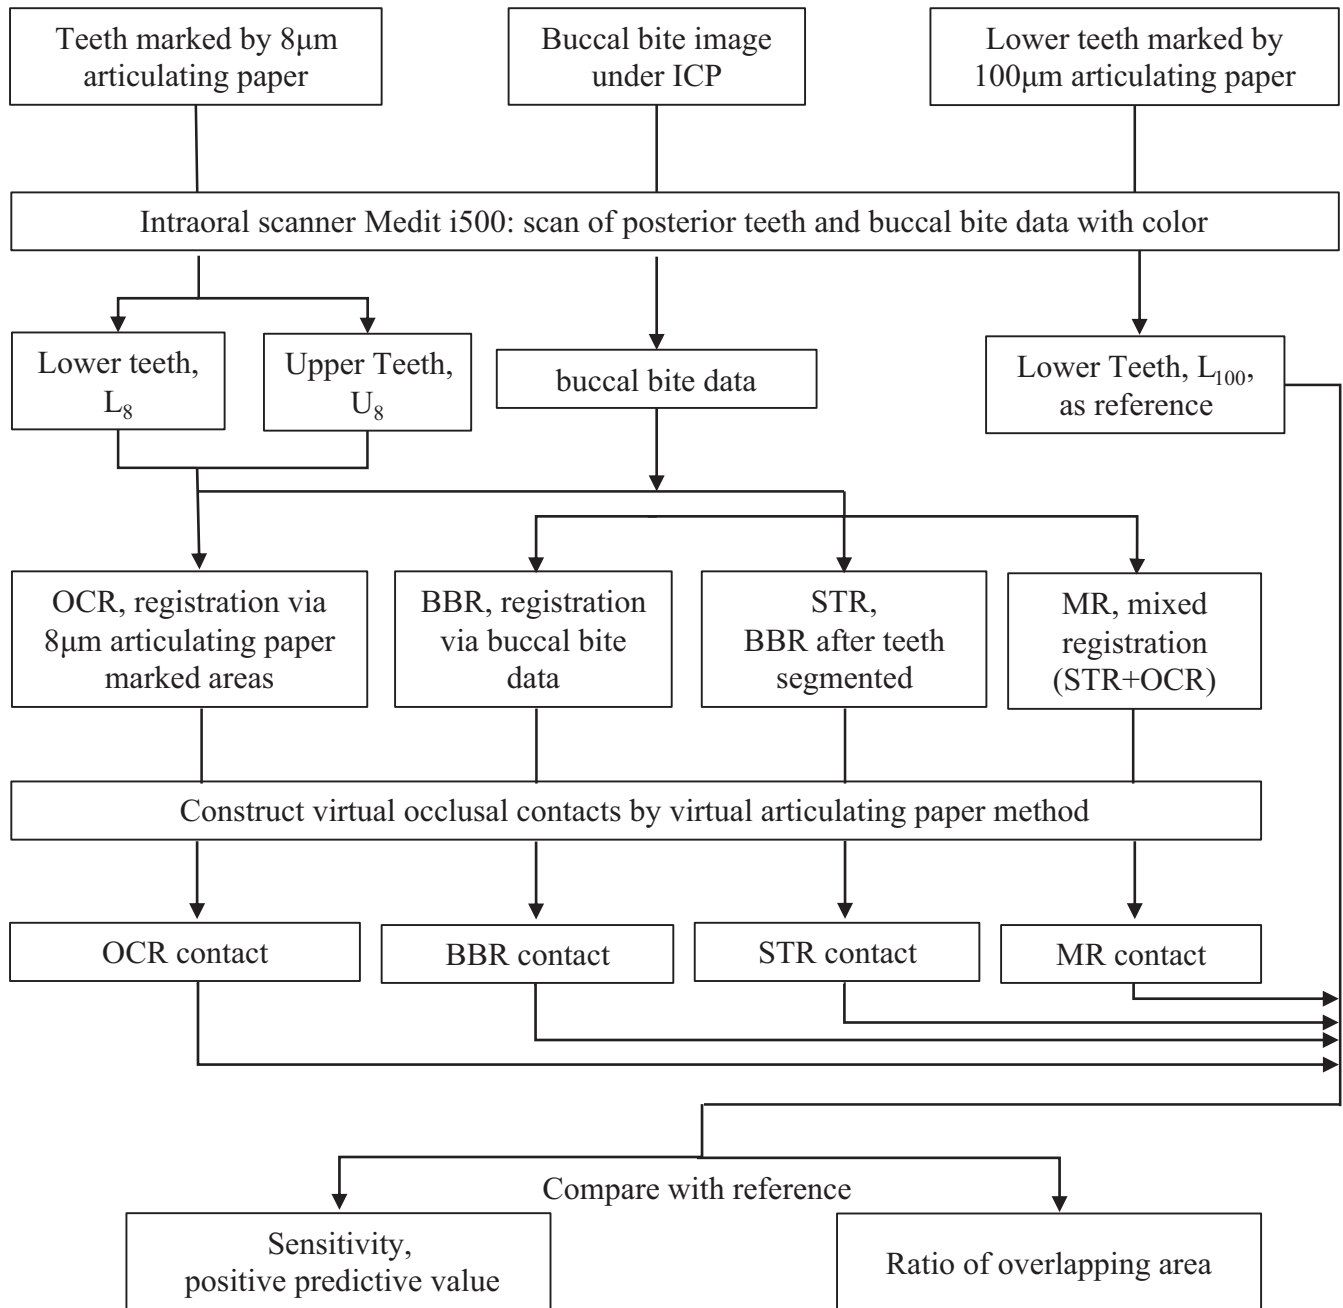 Teeth marked by 8μm
articulating paper
Buccal bite image
under ICP
Lower teeth marked by
100μm articulating paper
Intraoral scanner Medit i500: scan of posterior teeth and buccal bite data with color
Lower teeth,
L₈
Upper Teeth,
U₈
buccal bite data
Lower Teeth, L₁₀₀,
as reference
OCR, registration via
8μm articulating paper
marked areas
BBR, registration
via buccal bite
data
STR,
BBR after teeth
segmented
MR, mixed
registration
(STR+OCR)
Construct virtual occlusal contacts by virtual articulating paper method
OCR contact
BBR contact
STR contact
MR contact
Compare with reference
Sensitivity,
positive predictive value
Ratio of overlapping area